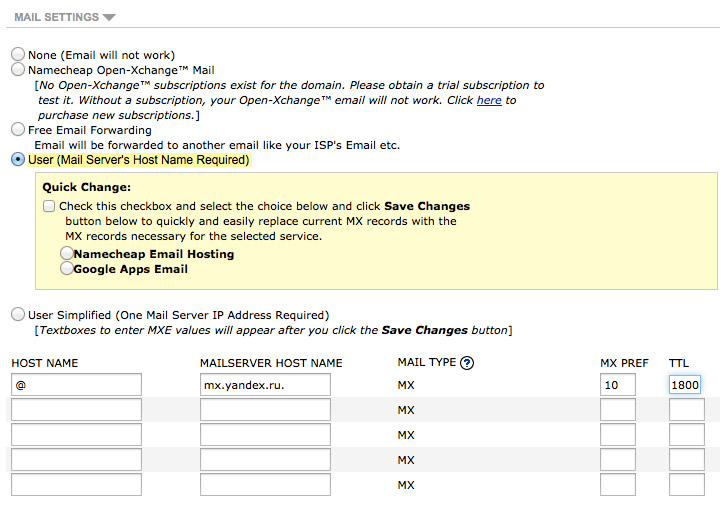 MAIL SETTINGS
None (Email will not work)
Namecheap Open-Xchange™ Mail
[No Open-Xchange™ subscriptions exist for the domain. Please obtain a trial subscription to
test it. Without a subscription, your Open-Xchange™ email will not work. Click here to
purchase new subscriptions.]
Free Email Forwarding
Email will be forwarded to another email like your ISP's Email etc.
User (Mail Server's Host Name Required)
Quick Change:
Check this checkbox and select the choice below and click Save Changes
button below to quickly and easily replace current MX records with the
MX records necessary for the selected service.
Namecheap Email Hosting
Google Apps Email
User Simplified (One Mail Server IP Address Required)
[Textboxes to enter MXE values will appear after you click the Save Changes button]
HOST NAME MAILSERVER HOST NAME MAIL TYPE ? MX PREF TTL
@ mx.yandex.ru. MX 10 1800
MX
MX
MX
MX